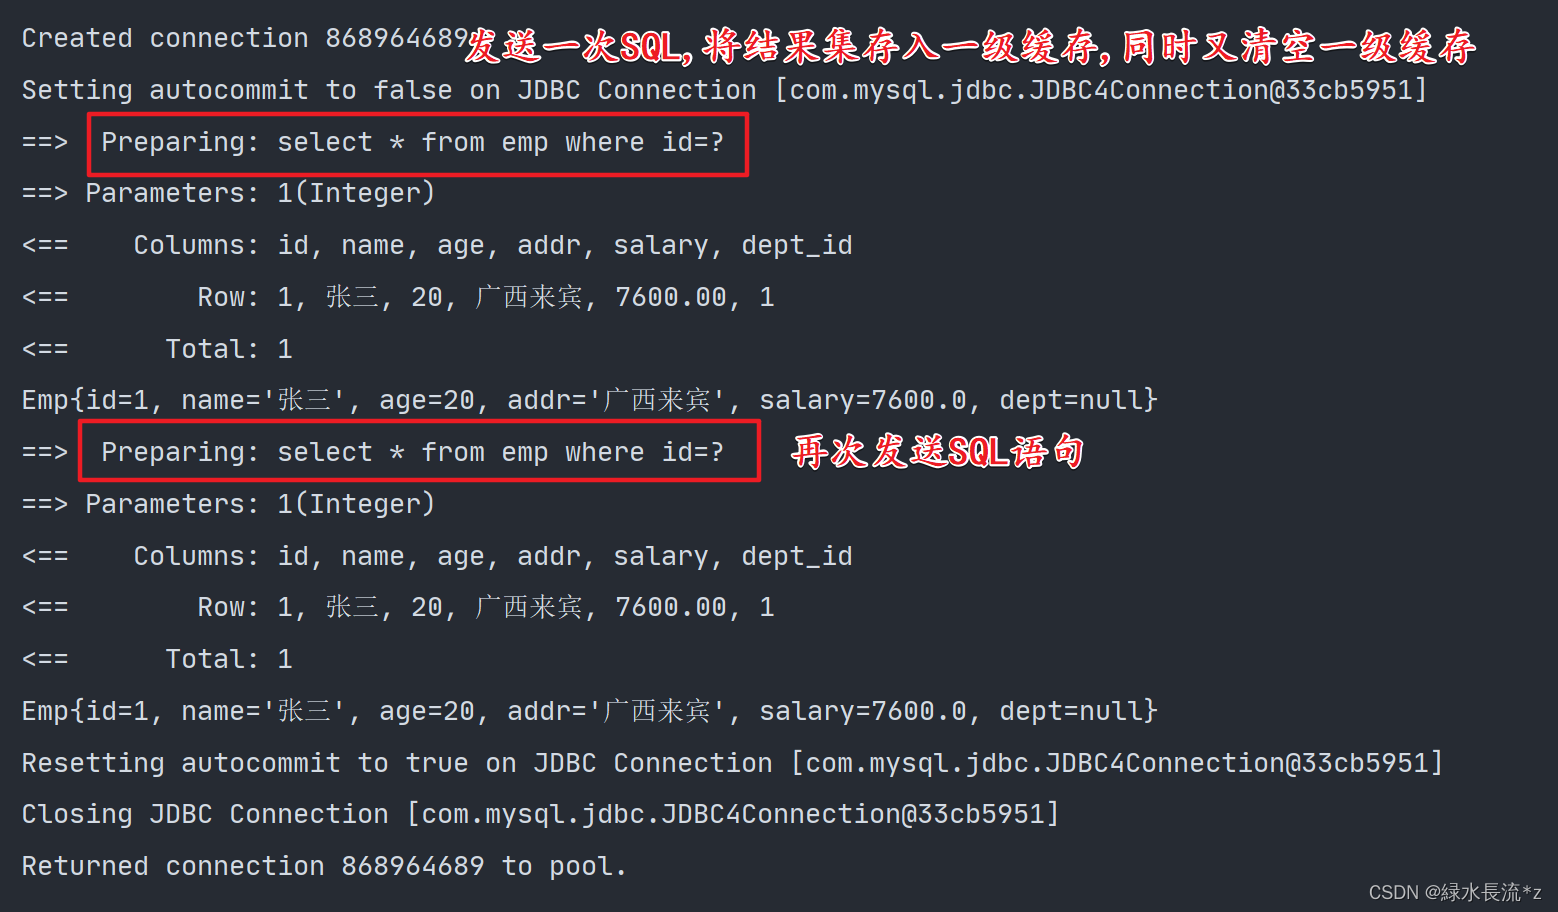 Created connection 868964689
发送一次SQL,将结果集存入一级缓存,同时又清空一级缓存
Setting autocommit to false on JDBC Connection [com.mysql.jdbc.JDBC4Connection@33cb5951]
==>  Preparing: select * from emp where id=?
==> Parameters: 1(Integer)
<==    Columns: id, name, age, addr, salary, dept_id
<==        Row: 1, 张三, 20, 广西来宾, 7600.00, 1
<==      Total: 1
Emp{id=1, name='张三', age=20, addr='广西来宾', salary=7600.0, dept=null}
==>  Preparing: select * from emp where id=?
再次发送SQL语句
==> Parameters: 1(Integer)
<==    Columns: id, name, age, addr, salary, dept_id
<==        Row: 1, 张三, 20, 广西来宾, 7600.00, 1
<==      Total: 1
Emp{id=1, name='张三', age=20, addr='广西来宾', salary=7600.0, dept=null}
Resetting autocommit to true on JDBC Connection [com.mysql.jdbc.JDBC4Connection@33cb5951]
Closing JDBC Connection [com.mysql.jdbc.JDBC4Connection@33cb5951]
Returned connection 868964689 to pool.
CSDN @緑水長流*z